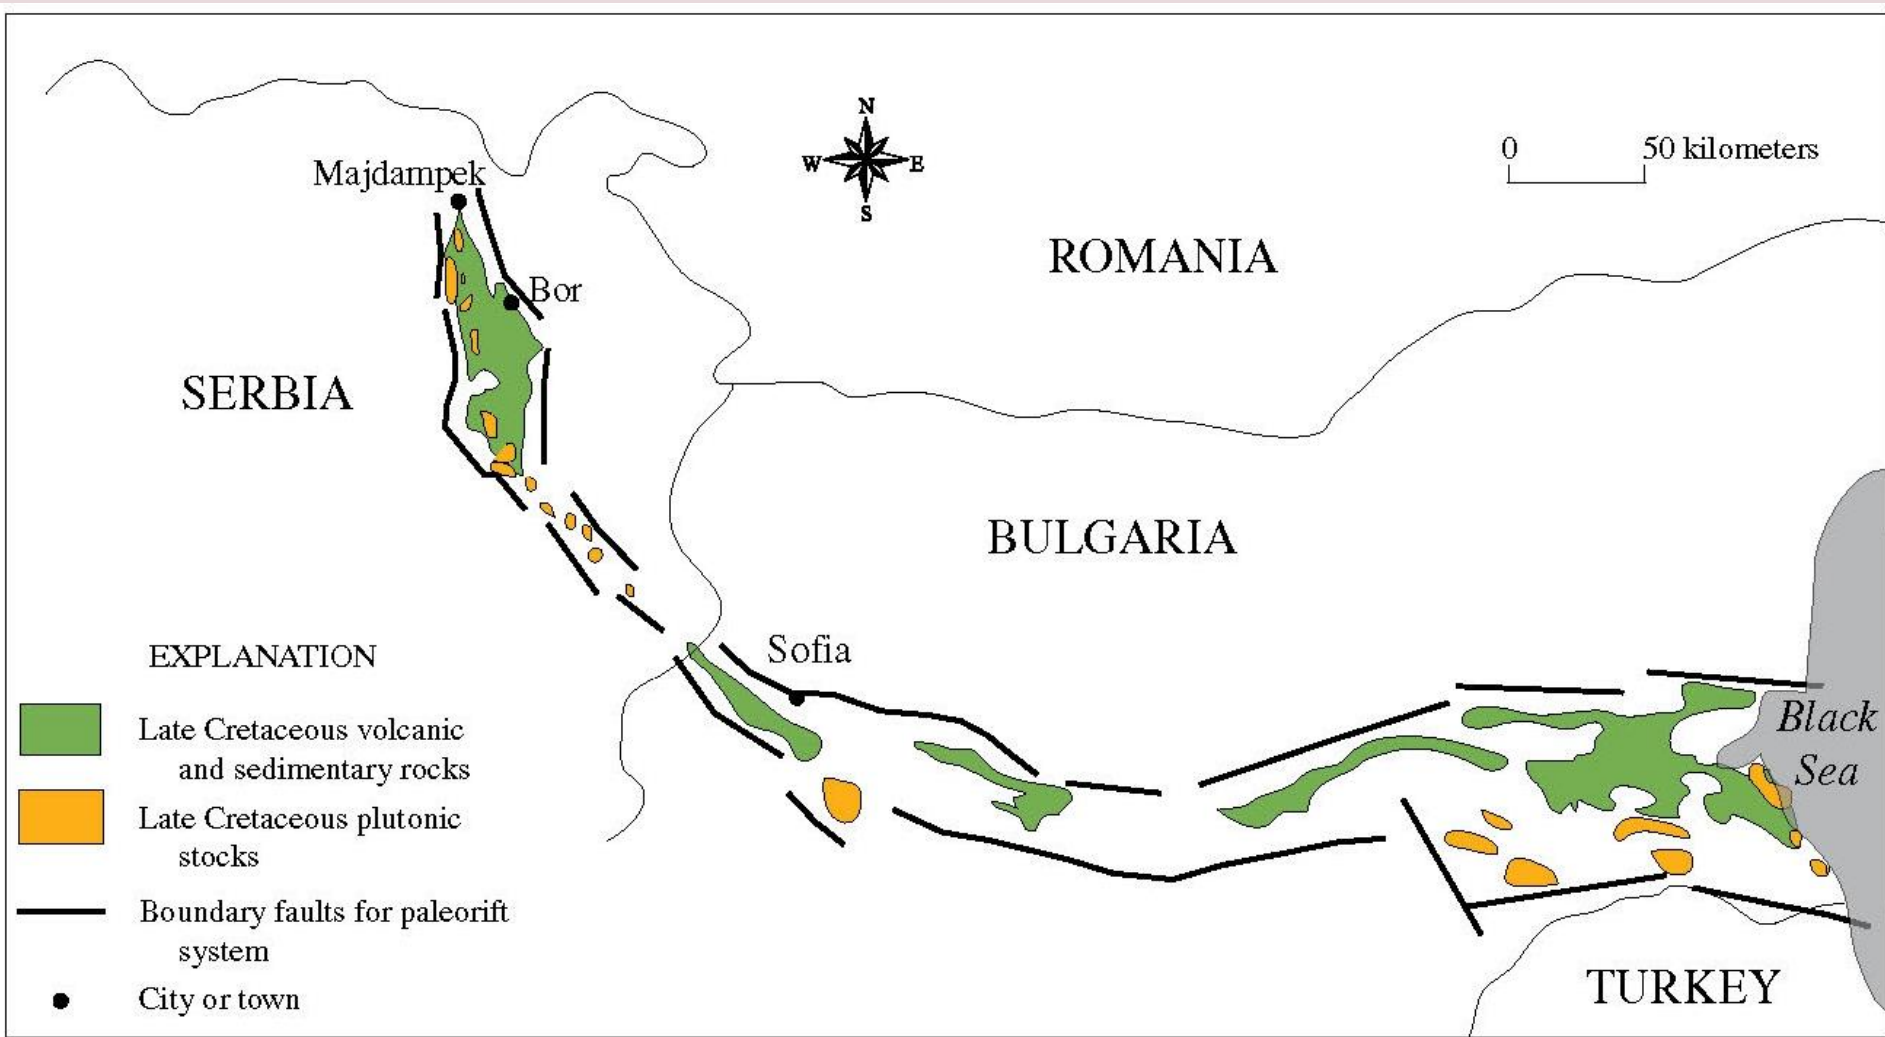 N
W E
S
0 50 kilometers
Majdampek
Bor
ROMANIA
SERBIA
BULGARIA
Sofia
Black
Sea
TURKEY
EXPLANATION
Late Cretaceous volcanic
and sedimentary rocks
Late Cretaceous plutonic
stocks
Boundary faults for paleorift
system
City or town